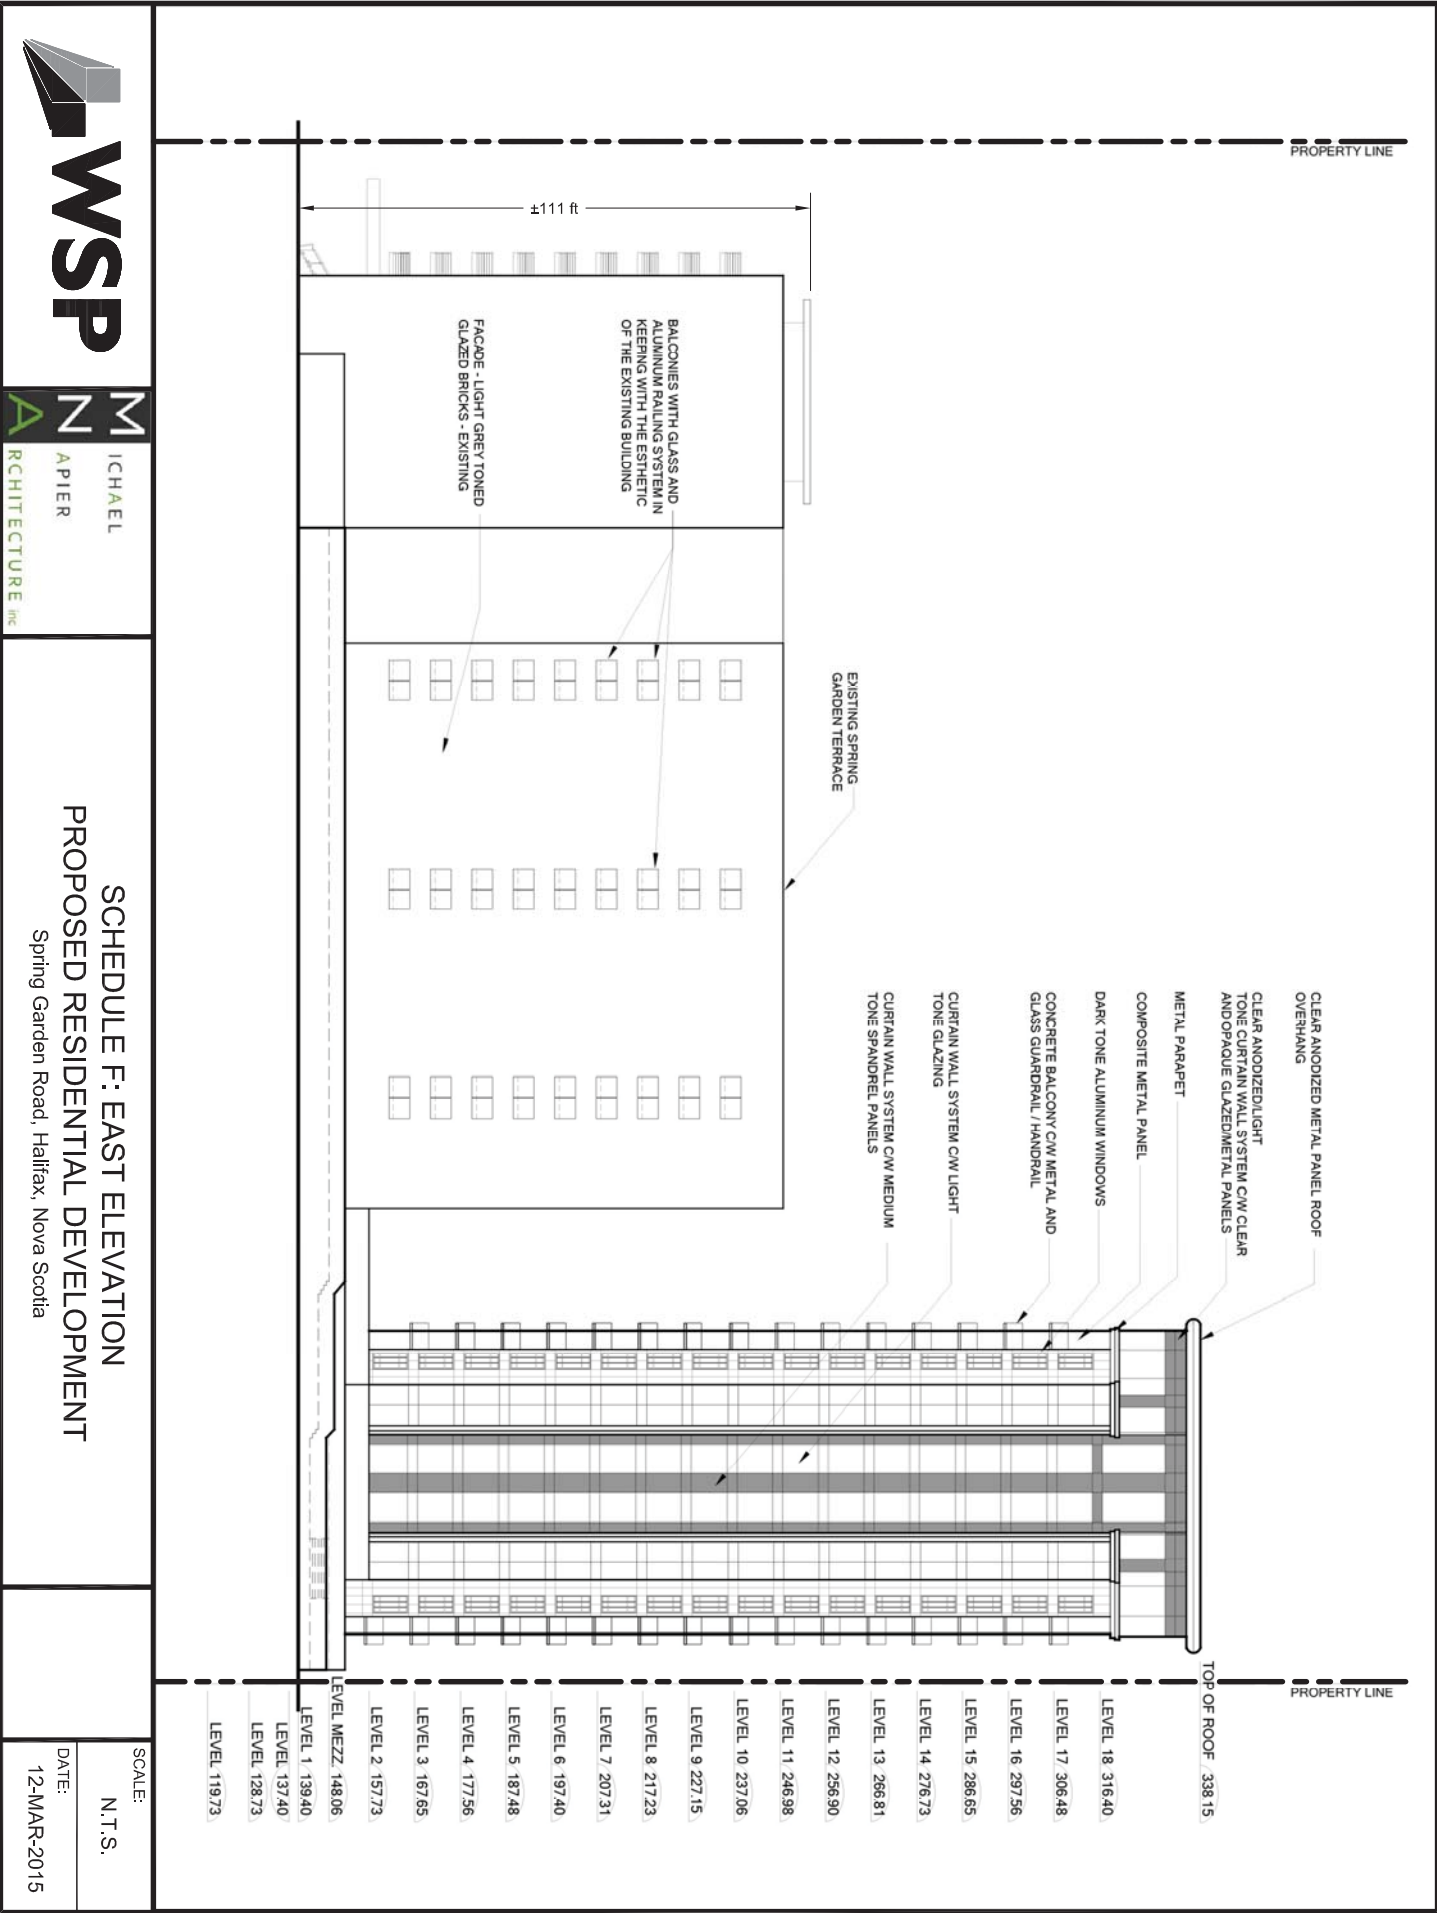 PROPERTY LINE
PROPERTY LINE
±111 ft
CLEAR ANODIZED METAL PANEL ROOF
OVERHANG
CLEAR ANODIZED/LIGHT
TONE CURTAIN WALL SYSTEM C/W CLEAR
AND OPAQUE GLAZED/METAL PANELS
METAL PARAPET
COMPOSITE METAL PANEL
DARK TONE ALUMINUM WINDOWS
CONCRETE BALCONY C/W METAL AND
GLASS GUARDRAIL / HANDRAIL
CURTAIN WALL SYSTEM C/W LIGHT
TONE GLAZING
CURTAIN WALL SYSTEM C/W MEDIUM
TONE SPANDREL PANELS
EXISTING SPRING
GARDEN TERRACE
BALCONIES WITH GLASS AND
ALUMINUM RAILING SYSTEM IN
KEEPING WITH THE ESTHETIC
OF THE EXISTING BUILDING
FACADE - LIGHT GREY TONED
GLAZED BRICKS - EXISTING
TOP OF ROOF 338.15
LEVEL 18 316.40
LEVEL 17 306.48
LEVEL 16 297.56
LEVEL 15 286.65
LEVEL 14 276.73
LEVEL 13 266.81
LEVEL 12 256.90
LEVEL 11 246.98
LEVEL 10 237.06
LEVEL 9 227.15
LEVEL 8 217.23
LEVEL 7 207.31
LEVEL 6 197.40
LEVEL 5 187.48
LEVEL 4 177.56
LEVEL 3 167.65
LEVEL 2 157.73
LEVEL MEZZ. 148.06
LEVEL 1 139.40
LEVEL 137.40
LEVEL 128.73
LEVEL 119.73
WSP
MICHAEL
NAPIER
ARCHITECTURE inc
SCHEDULE F: EAST ELEVATION
PROPOSED RESIDENTIAL DEVELOPMENT
Spring Garden Road, Halifax, Nova Scotia
SCALE:
N.T.S.
DATE:
12-MAR-2015